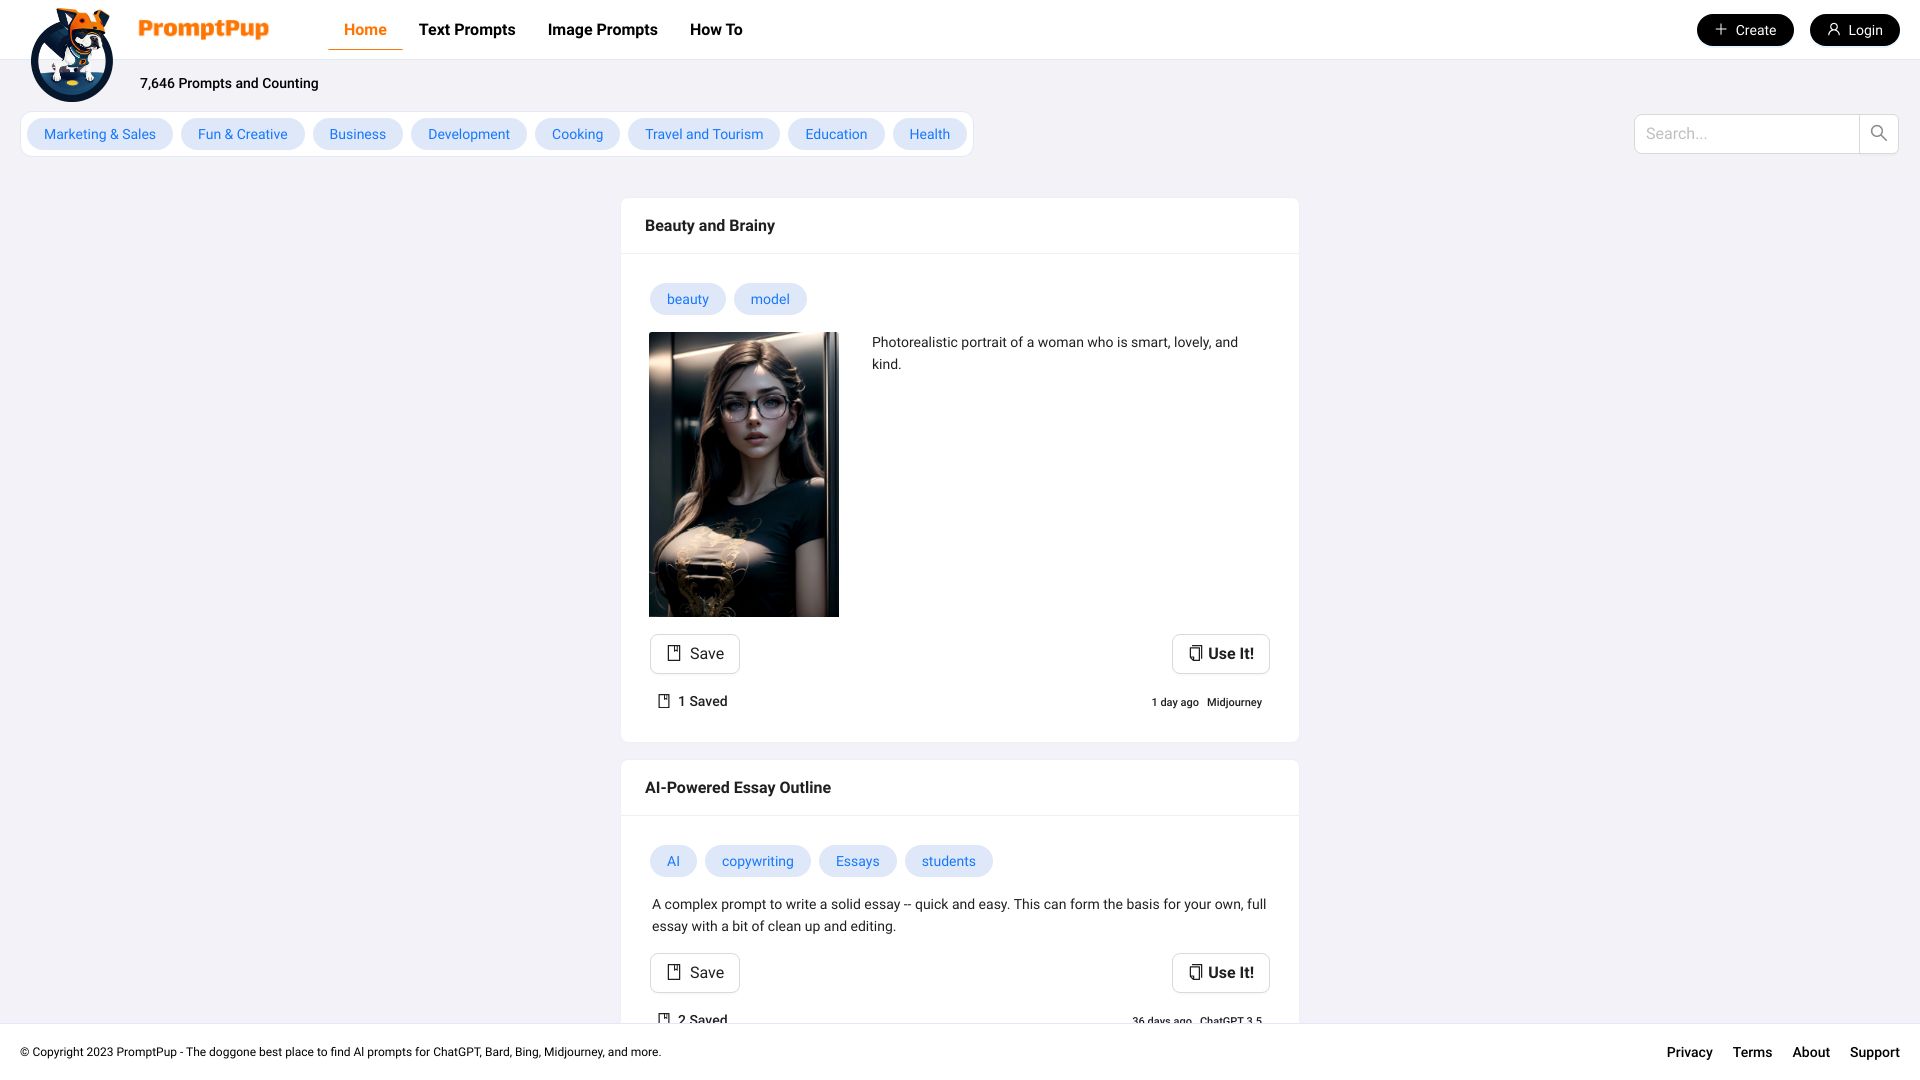 PromptPup
Home
Text Prompts
Image Prompts
How To
Create
Login
7,646 Prompts and Counting
Marketing & Sales
Fun & Creative
Business
Development
Cooking
Travel and Tourism
Education
Health
Search...
Beauty and Brainy
beauty
model
Photorealistic portrait of a woman who is smart, lovely, and
kind.
Save
Use It!
1 Saved
1 day ago
Midjourney
AI-Powered Essay Outline
AI
copywriting
Essays
students
A complex prompt to write a solid essay -- quick and easy. This can form the basis for your own, full
essay with a bit of clean up and editing.
Save
Use It!
2 Saved
36 days ago
ChatGPT 3.5
© Copyright 2023 PromptPup - The doggone best place to find AI prompts for ChatGPT, Bard, Bing, Midjourney, and more.
Privacy
Terms
About
Support